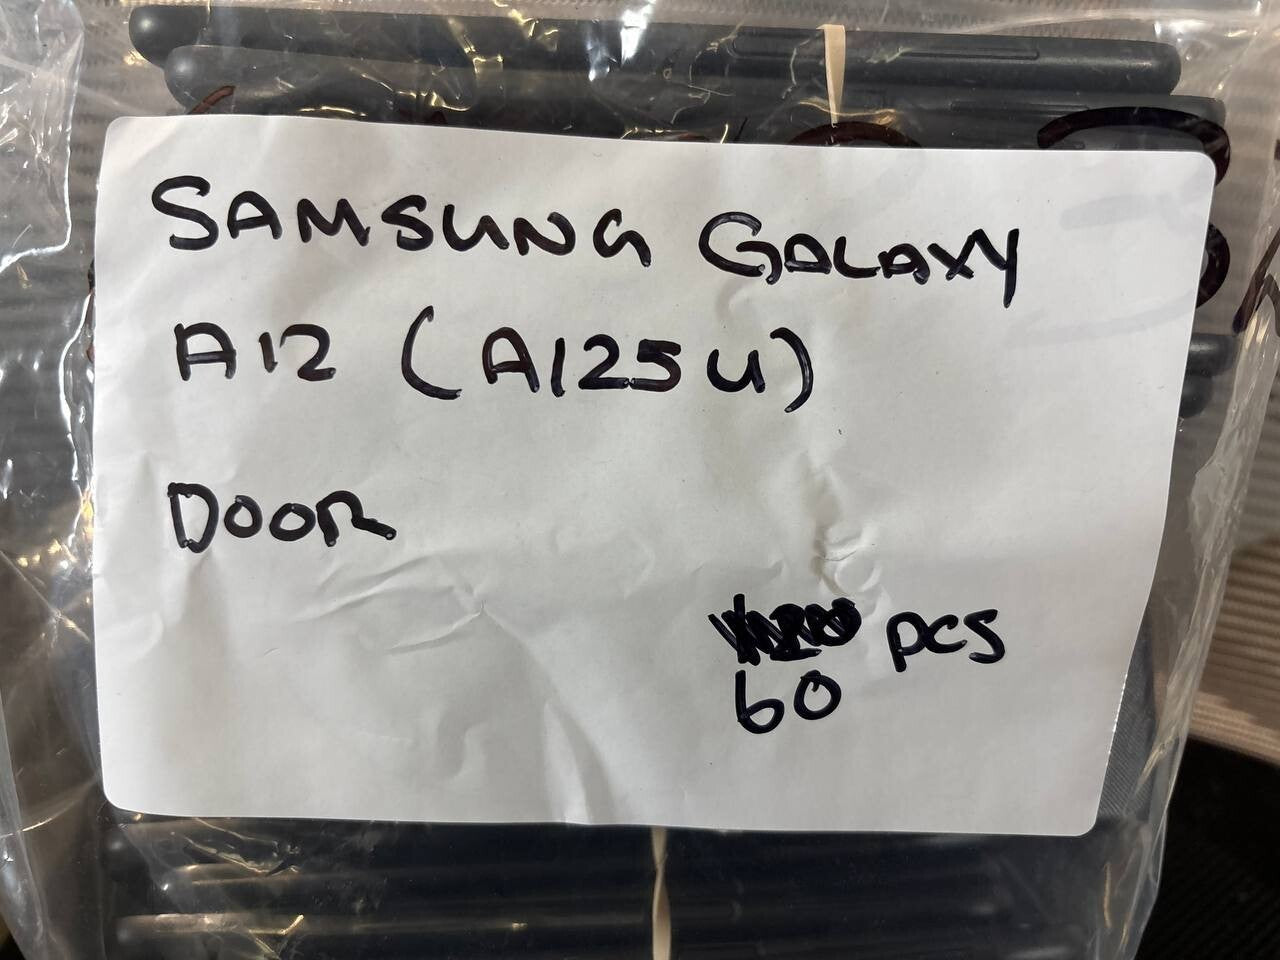 SAMSUNG GALAXY
A12 (A125U)
DOOR
pcs
60